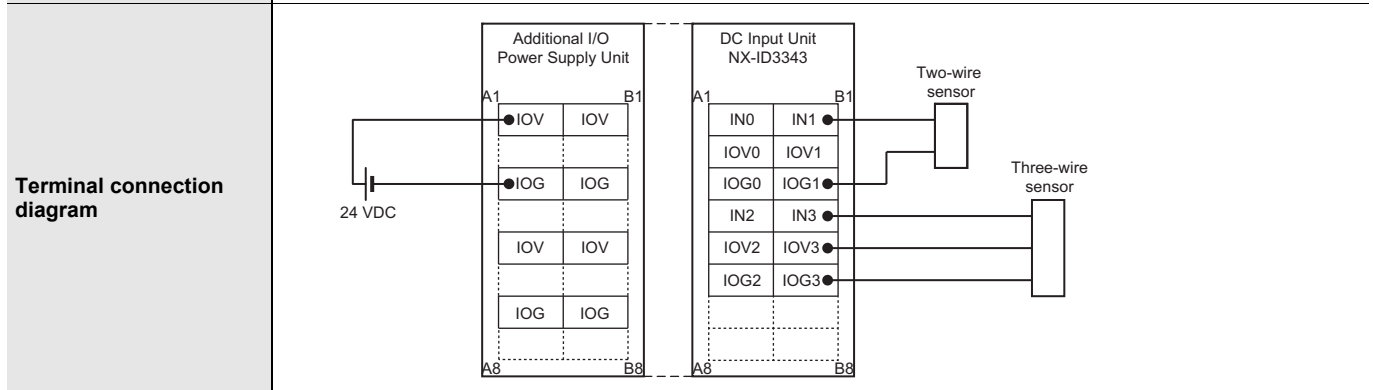 Terminal connection
diagram
Additional I/O
Power Supply Unit
A1 B1
IOV IOV
IOG IOG
IOV IOV
IOG IOG
A8 B8
24 VDC
DC Input Unit
NX-ID3343
A1 B1
IN0 IN1
IOV0 IOV1
IOG0 IOG1
IN2 IN3
IOV2 IOV3
IOG2 IOG3
A8 B8
Two-wire
sensor
Three-wire
sensor